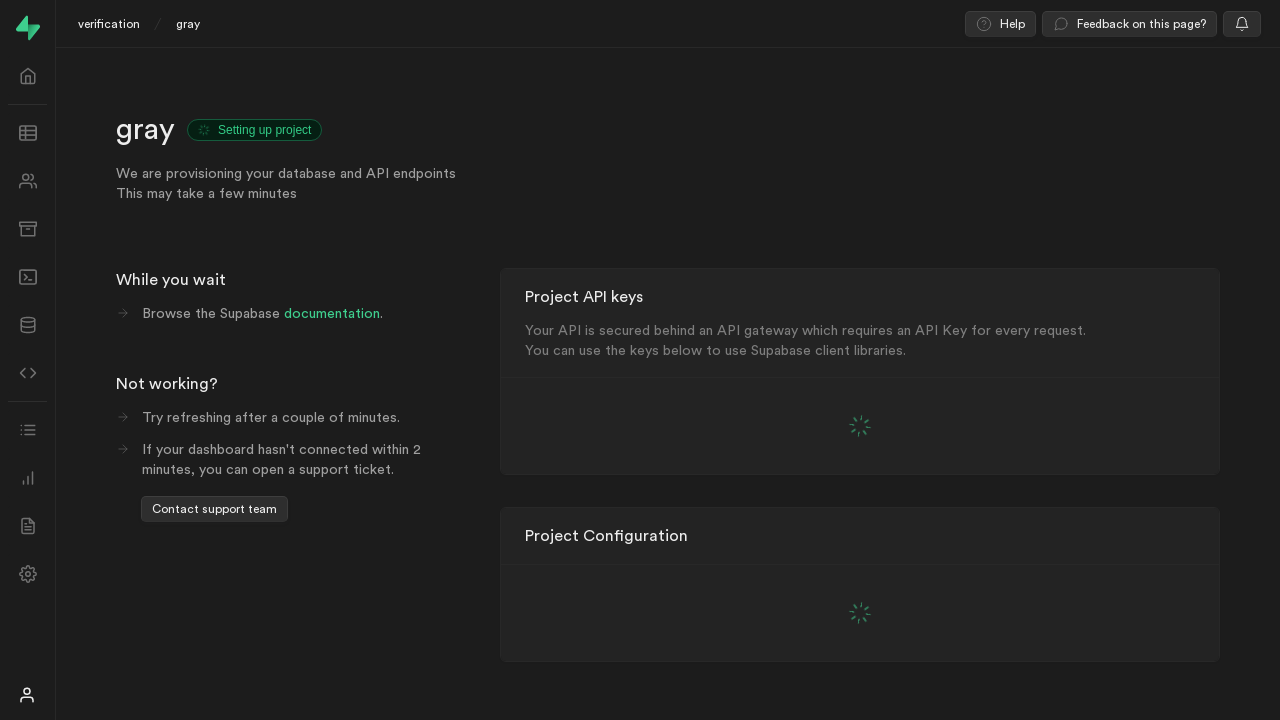 verification / gray
Help
Feedback on this page?
gray
Setting up project
We are provisioning your database and API endpoints
This may take a few minutes
While you wait
Browse the Supabase documentation.
Not working?
Try refreshing after a couple of minutes.
If your dashboard hasn't connected within 2
minutes, you can open a support ticket.
Contact support team
Project API keys
Your API is secured behind an API gateway which requires an API Key for every request.
You can use the keys below to use Supabase client libraries.
Project Configuration